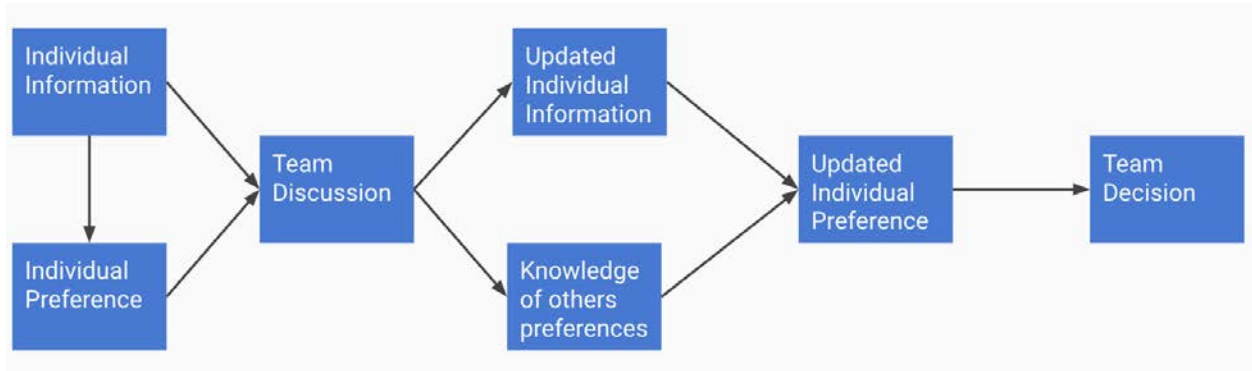 Individual
Information
Individual
Preference
Team
Discussion
Updated
Individual
Information
Knowledge
of others
preferences
Updated
Individual
Preference
Team
Decision